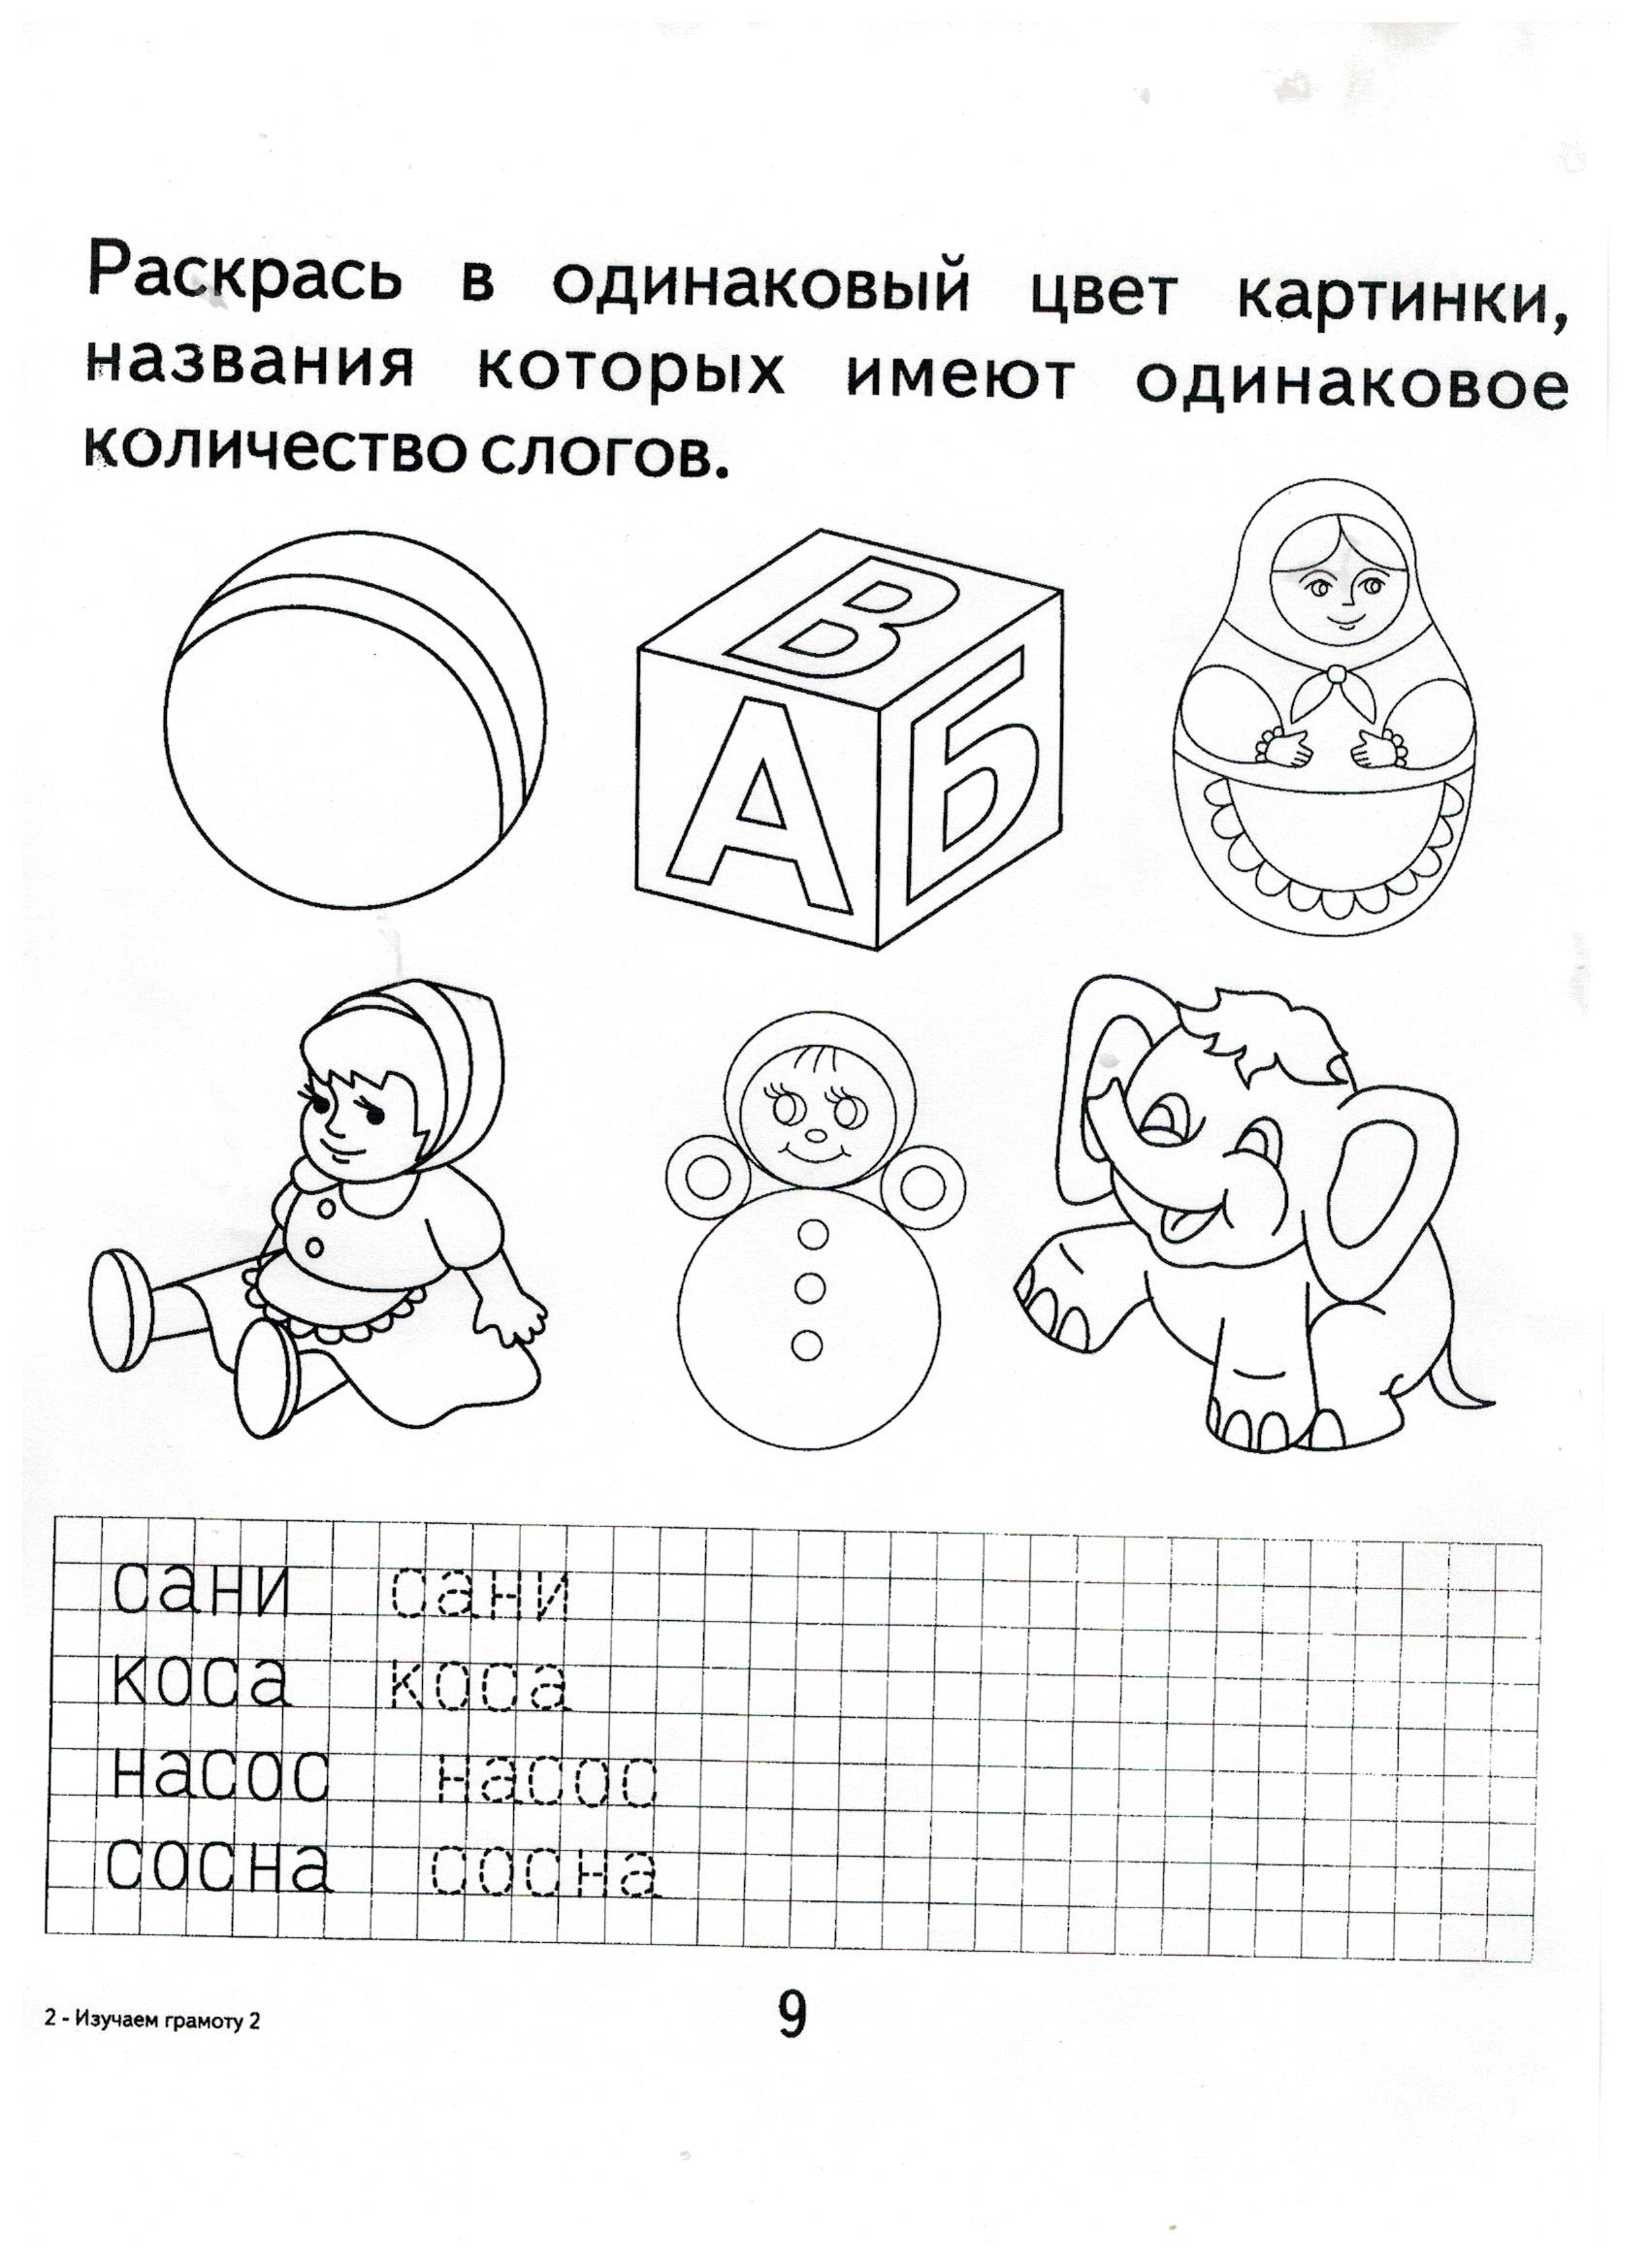 Раскрась в одинаковый цвет картинки,
названия которых имеют одинаковое
количество слогов.
В
А Б
сани сани
коса коса
насос насос
сосна сосна
2 - Изучаем грамоту 2
9